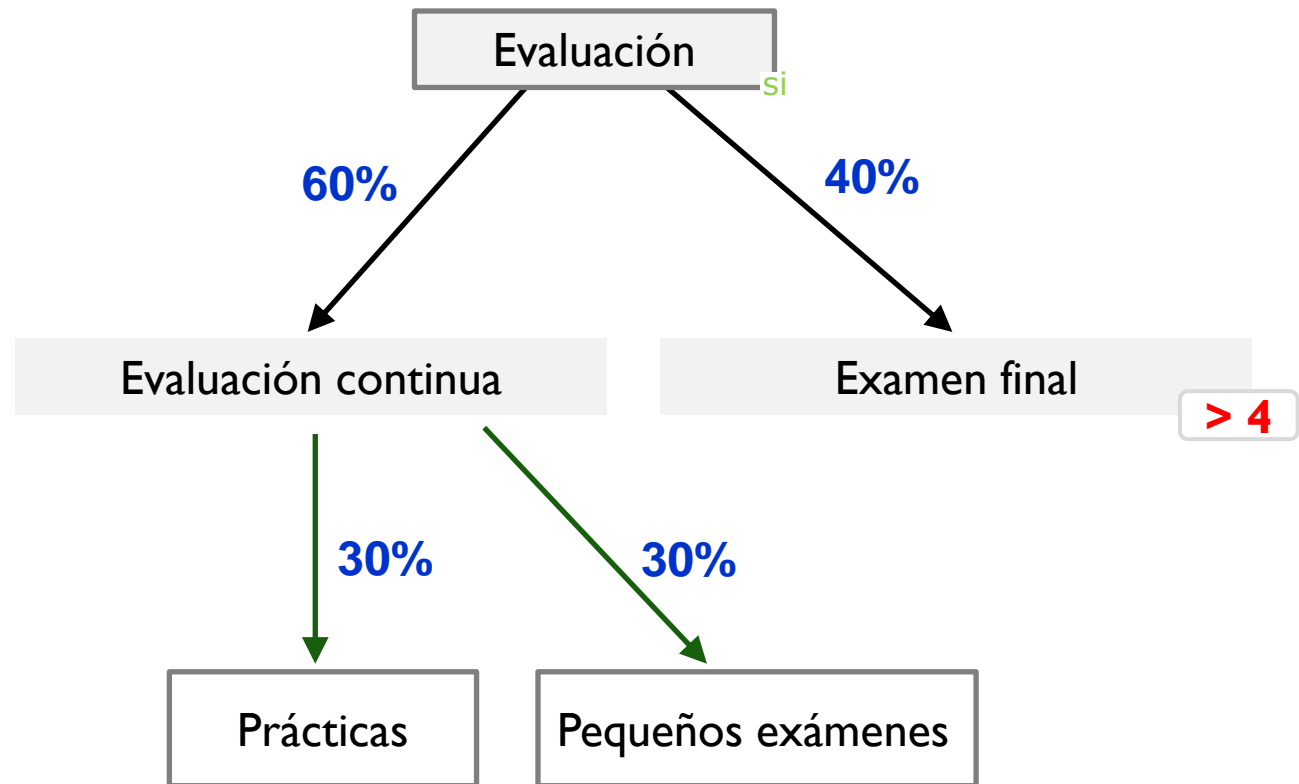 Evaluación
si
60%
40%
Evaluación continua
Examen final
> 4
30%
30%
Prácticas
Pequeños exámenes